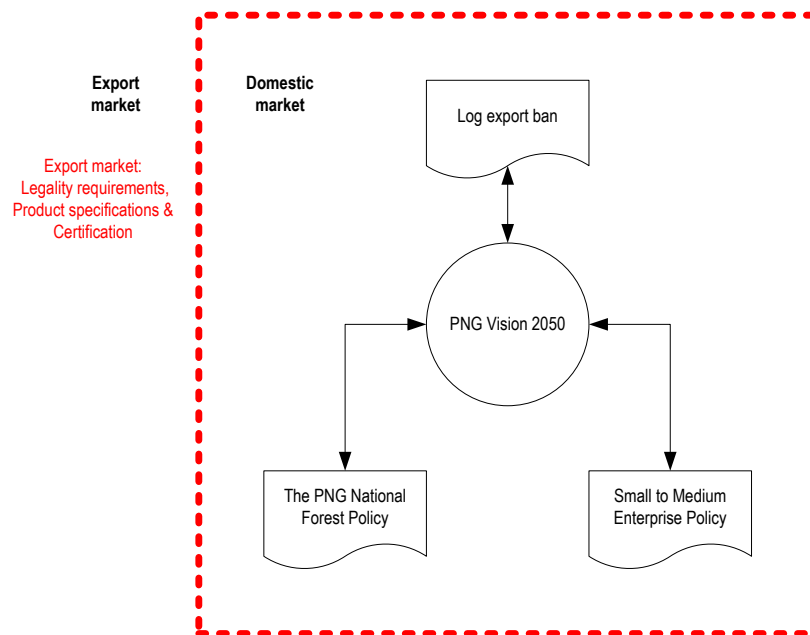 Export
market
Domestic
market
Export market:
Legality requirements,
Product specifications &
Certification
Log export ban
PNG Vision 2050
The PNG National
Forest Policy
Small to Medium
Enterprise Policy